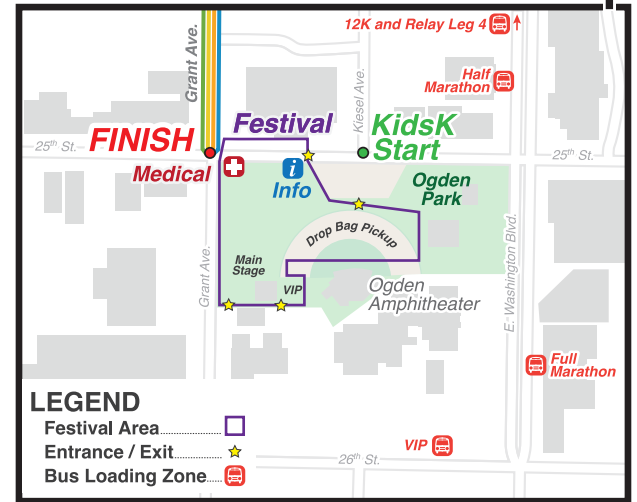 12K and Relay Leg 4
Grant Ave.
Kiesel Ave.
Half
Marathon
Festival
KidsK
Start
FINISH
25th St.
25th St.
Medical
i
Info
Ogden
Park
Drop Bag Pickup
Main
Stage
VIP
Ogden
Amphitheater
Grant Ave.
E. Washington Blvd.
Full
Marathon
VIP
26th St.
LEGEND
Festival Area
Entrance / Exit
Bus Loading Zone